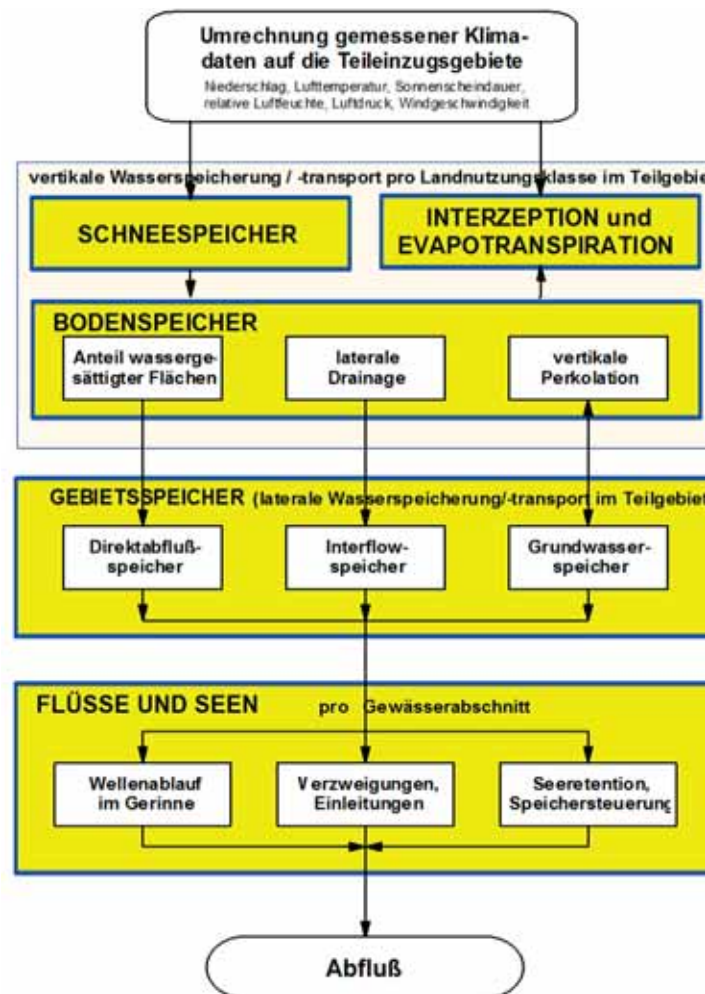 Umrechnung gemessener Klima-
daten auf die Teileinzugsgebiete
Niederschlag, Lufttemperatur, Sonnenscheindauer,
relative Luftfeuchte, Luftdruck, Windgeschwindigkeit
vertikale Wasserspeicherung / -transport pro Landnutzungsklasse im Teilgebiet
SCHNEESPEICHER
INTERZEPTION und
EVAPOTRANSPIRATION
BODENSPEICHER
Anteil wasserge-
sättigter Flächen
laterale
Drainage
vertikale
Perkolation
GEBIETSSPEICHER (laterale Wasserspeicherung/-transport im Teilgebiet
Direktabfluß-
speicher
Interflow-
speicher
Grundwasser-
speicher
FLÜSSE UND SEEN pro Gewässerabschnitt
Wellenablauf
im Gerinne
Verzweigungen,
Einleitungen
Seeretention,
Speichersteuerung
Abfluß